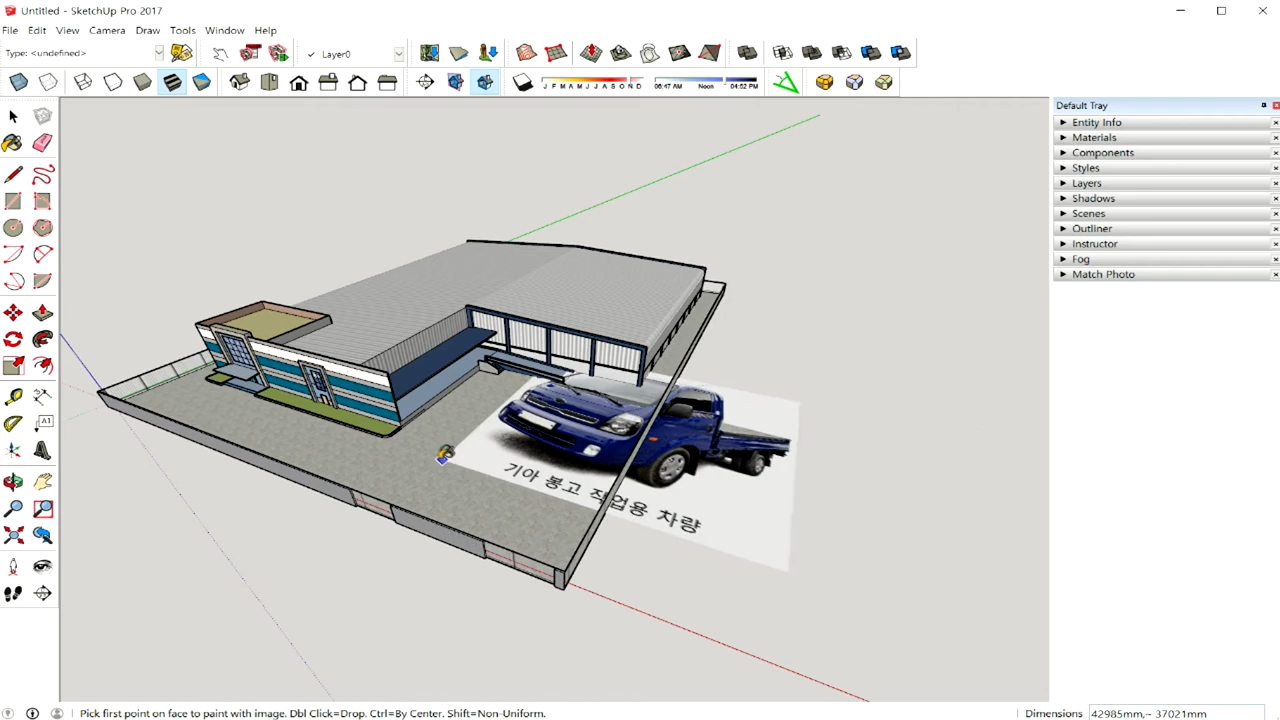 Untitled - SketchUp Pro 2017
File Edit View Camera Draw Tools Window Help
Type: <undefined>
Layer0
J F M A M J J A S O N D
06:47 AM Noon 04:52 PM
Default Tray
Entity Info
Materials
Components
Styles
Layers
Shadows
Scenes
Outliner
Instructor
Fog
Match Photo
A1
기아 봉고 작업용 차량
Pick first point on face to paint with image. Dbl Click=Drop. Ctrl=By Center. Shift=Non-Uniform.
Dimensions 42985mm,~ 37021mm